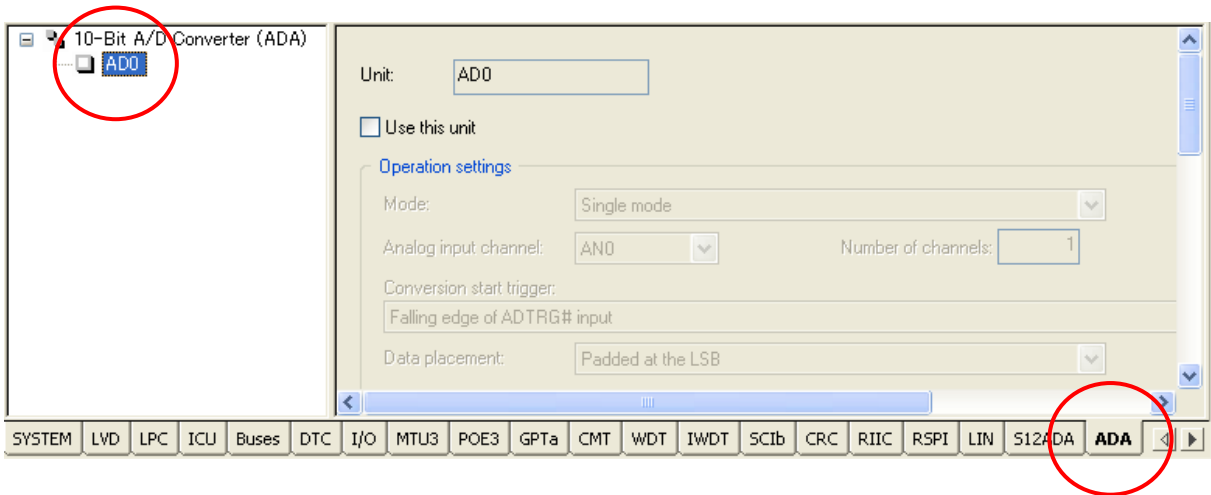 10-Bit A/D Converter (ADA)
AD0
Unit: AD0
Use this unit
Operation settings
Mode: Single mode
Analog input channel: AN0 Number of channels: 1
Conversion start trigger:
Falling edge of ADTRG# input
Data placement: Padded at the LSB
SYSTEM LVD LPC ICU Buses DTC I/O MTU3 POE3 GPTa CMT WDT IWDT SCIb CRC RIIC RSPI LIN S12ADA ADA